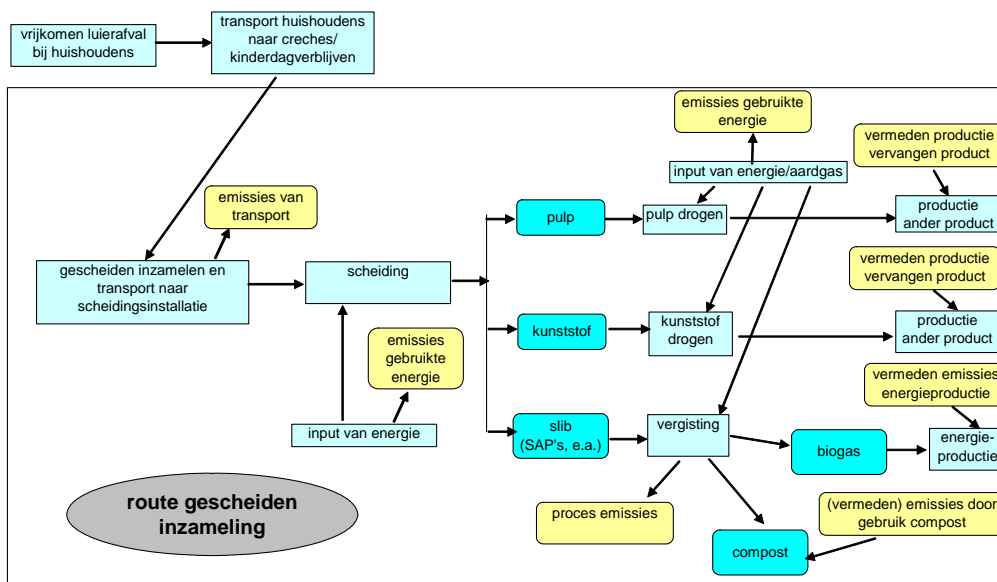 vrijkomen luierafval
bij huishoudens
transport huishoudens
naar creches/
kinderdagverblijven
emissies gebruikte
energie
vermeden productie
vervangen product
input van energie/aardgas
emissies van
transport
pulp
pulp drogen
productie
ander product
gescheiden inzamelen en
transport naar
scheidingsinstallatie
scheiding
vermeden productie
vervangen product
kunststof
kunststof
drogen
productie
ander product
emissies
gebruikte
energie
vermeden emissies
energieproductie
input van energie
slib
(SAP's, e.a.)
vergisting
biogas
energie-
productie
route gescheiden
inzameling
proces emissies
(vermeden) emissies door
gebruik compost
compost